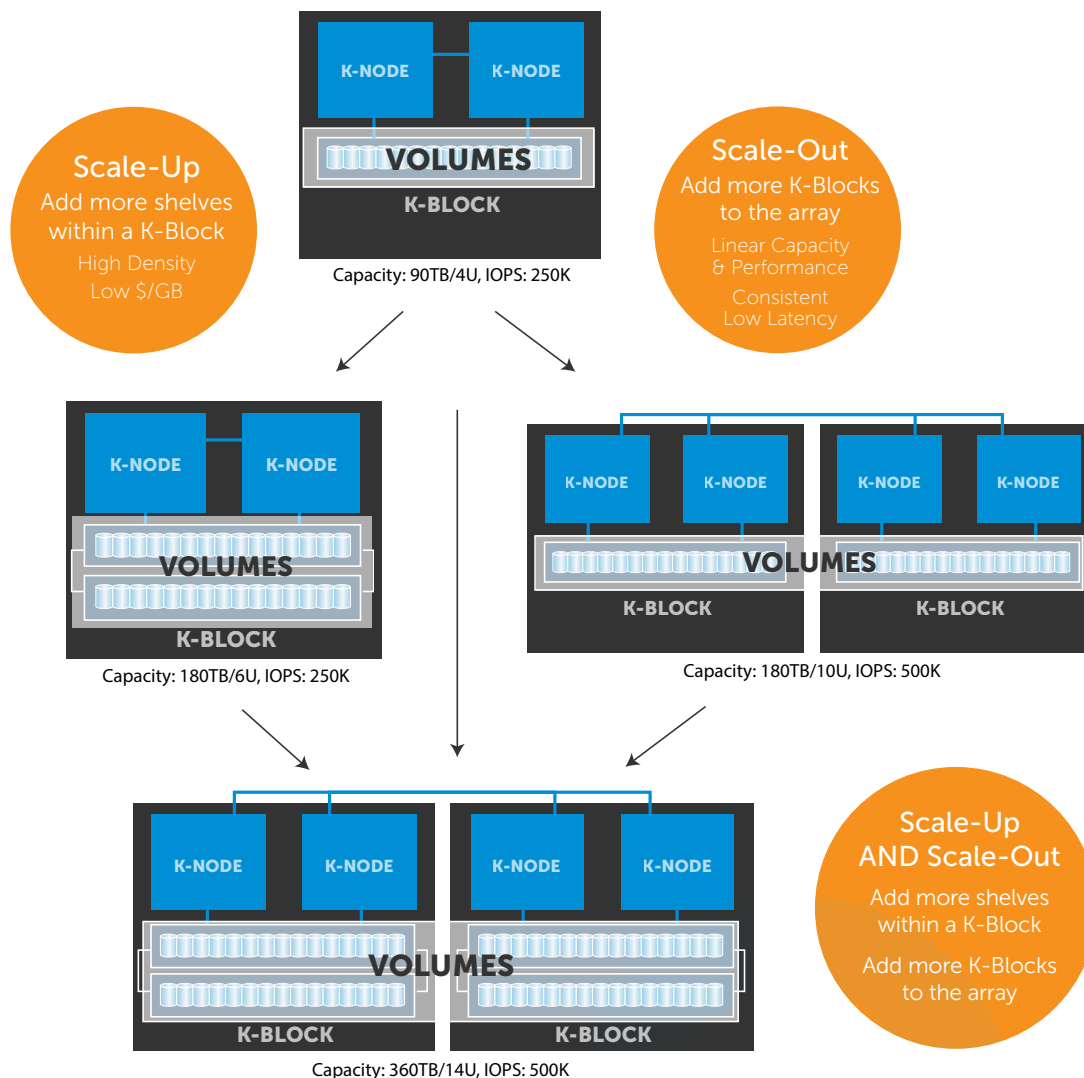 K-NODE
K-NODE
VOLUMES
K-BLOCK
Capacity: 90TB/4U, IOPS: 250K
Scale-Up
Add more shelves
within a K-Block
High Density
Low $/GB
Scale-Out
Add more K-Blocks
to the array
Linear Capacity
& Performance
Consistent
Low Latency
K-NODE
K-NODE
VOLUMES
K-BLOCK
Capacity: 180TB/6U, IOPS: 250K
K-NODE
K-NODE
K-NODE
K-NODE
VOLUMES
K-BLOCK
K-BLOCK
Capacity: 180TB/10U, IOPS: 500K
K-NODE
K-NODE
K-NODE
K-NODE
VOLUMES
K-BLOCK
K-BLOCK
Capacity: 360TB/14U, IOPS: 500K
Scale-Up
AND Scale-Out
Add more shelves
within a K-Block
Add more K-Blocks
to the array